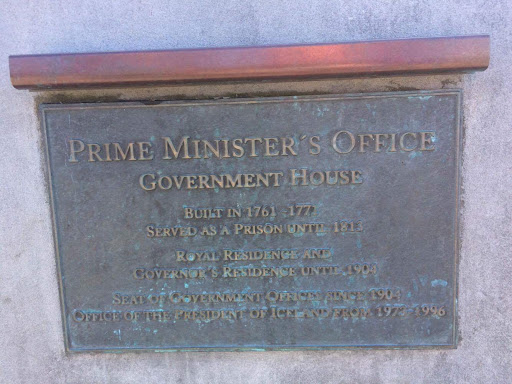 PRIME MINISTER´S OFFICE
GOVERNMENT HOUSE
BUILT IN 1761 -177
SERVED AS A PRISON UNTIL 1813
ROYAL RESIDENCE AND
GOVERNOR´S RESIDENCE UNTIL 1904
SEAT OF GOVERNMENT OFFICES SINCE 1904
OFFICE OF THE PRESIDENT OF ICELAND FROM 1973-1996